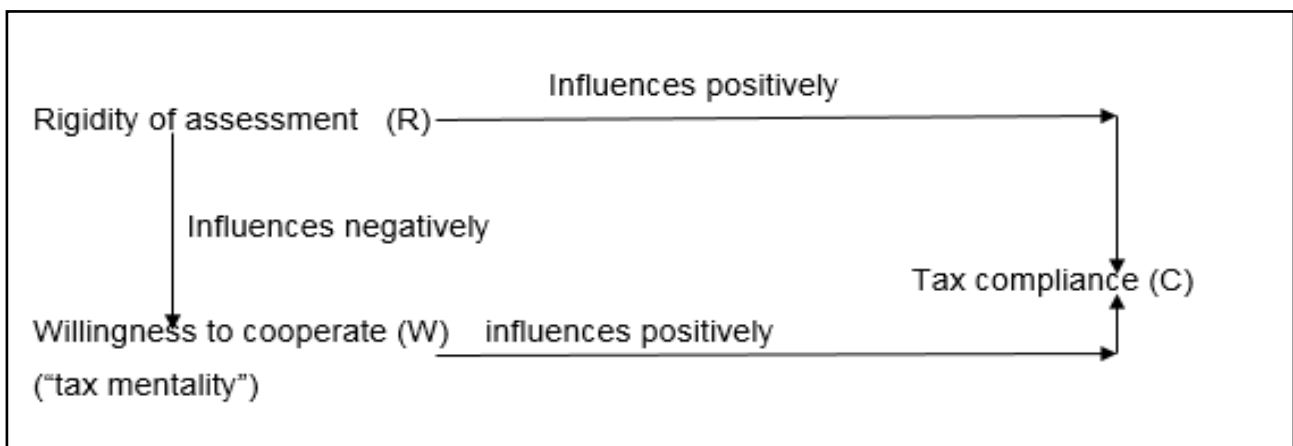 Influences positively
Rigidity of assessment (R)
Influences negatively
Tax compliance (C)
Willingness to cooperate (W) influences positively
(“tax mentality”)